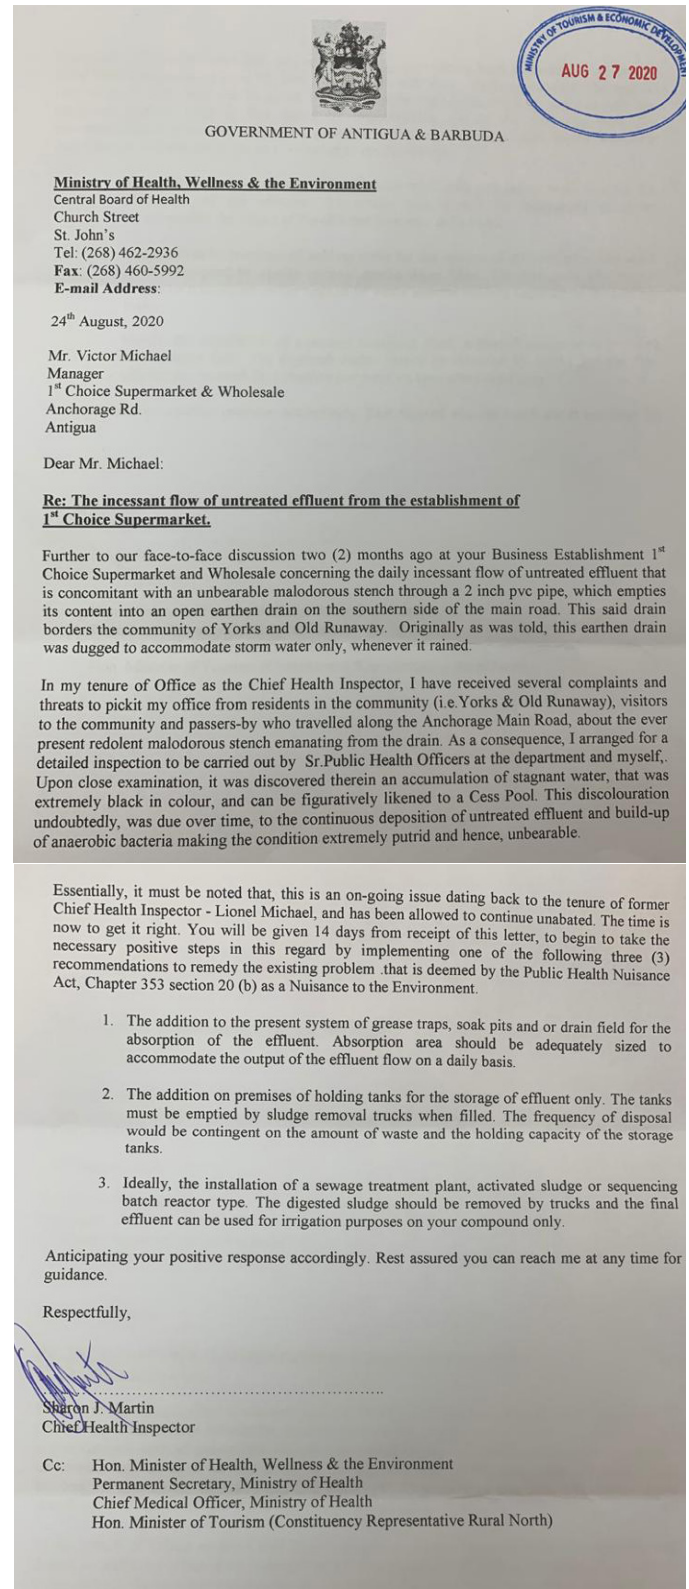 MINISTRY OF TOURISM & ECONOMIC DEVELOPMENT
AUG 27 2020
GOVERNMENT OF ANTIGUA & BARBUDA
Ministry of Health, Wellness & the Environment
Central Board of Health
Church Street
St. John's
Tel: (268) 462-2936
Fax: (268) 460-5992
E-mail Address:
24th August, 2020
Mr. Victor Michael
Manager
1st Choice Supermarket & Wholesale
Anchorage Rd.
Antigua
Dear Mr. Michael:
Re: The incessant flow of untreated effluent from the establishment of
1st Choice Supermarket.
Further to our face-to-face discussion two (2) months ago at your Business Establishment 1st
Choice Supermarket and Wholesale concerning the daily incessant flow of untreated effluent that
is concomitant with an unbearable malodorous stench through a 2 inch pvc pipe, which empties
its content into an open earthen drain on the southern side of the main road. This said drain
borders the community of Yorks and Old Runaway. Originally as was told, this earthen drain
was dugged to accommodate storm water only, whenever it rained.
In my tenure of Office as the Chief Health Inspector, I have received several complaints and
threats to pickit my office from residents in the community (i.e.Yorks & Old Runaway), visitors
to the community and passers-by who travelled along the Anchorage Main Road, about the ever
present redolent malodorous stench emanating from the drain. As a consequence, I arranged for a
detailed inspection to be carried out by Sr.Public Health Officers at the department and myself,.
Upon close examination, it was discovered therein an accumulation of stagnant water, that was
extremely black in colour, and can be figuratively likened to a Cess Pool. This discolouration
undoubtedly, was due over time, to the continuous deposition of untreated effluent and build-up
of anaerobic bacteria making the condition extremely putrid and hence, unbearable.
Essentially, it must be noted that, this is an on-going issue dating back to the tenure of former
Chief Health Inspector - Lionel Michael, and has been allowed to continue unabated. The time is
now to get it right. You will be given 14 days from receipt of this letter, to begin to take the
necessary positive steps in this regard by implementing one of the following three (3)
recommendations to remedy the existing problem .that is deemed by the Public Health Nuisance
Act, Chapter 353 section 20 (b) as a Nuisance to the Environment.
1. The addition to the present system of grease traps, soak pits and or drain field for the
absorption of the effluent. Absorption area should be adequately sized to
accommodate the output of the effluent flow on a daily basis.
2. The addition on premises of holding tanks for the storage of effluent only. The tanks
must be emptied by sludge removal trucks when filled. The frequency of disposal
would be contingent on the amount of waste and the holding capacity of the storage
tanks.
3. Ideally, the installation of a sewage treatment plant, activated sludge or sequencing
batch reactor type. The digested sludge should be removed by trucks and the final
effluent can be used for irrigation purposes on your compound only.
Anticipating your positive response accordingly. Rest assured you can reach me at any time for
guidance.
Respectfully,
Sharon J. Martin
Chief Health Inspector
Cc: Hon. Minister of Health, Wellness & the Environment
Permanent Secretary, Ministry of Health
Chief Medical Officer, Ministry of Health
Hon. Minister of Tourism (Constituency Representative Rural North)